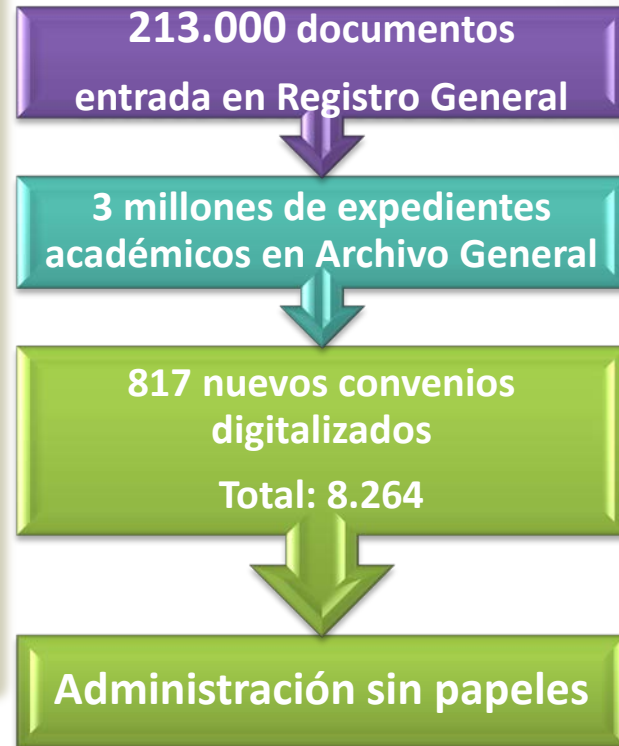 213.000 documentos
entrada en Registro General
3 millones de expedientes
académicos en Archivo General
817 nuevos convenios
digitalizados
Total: 8.264
Administración sin papeles